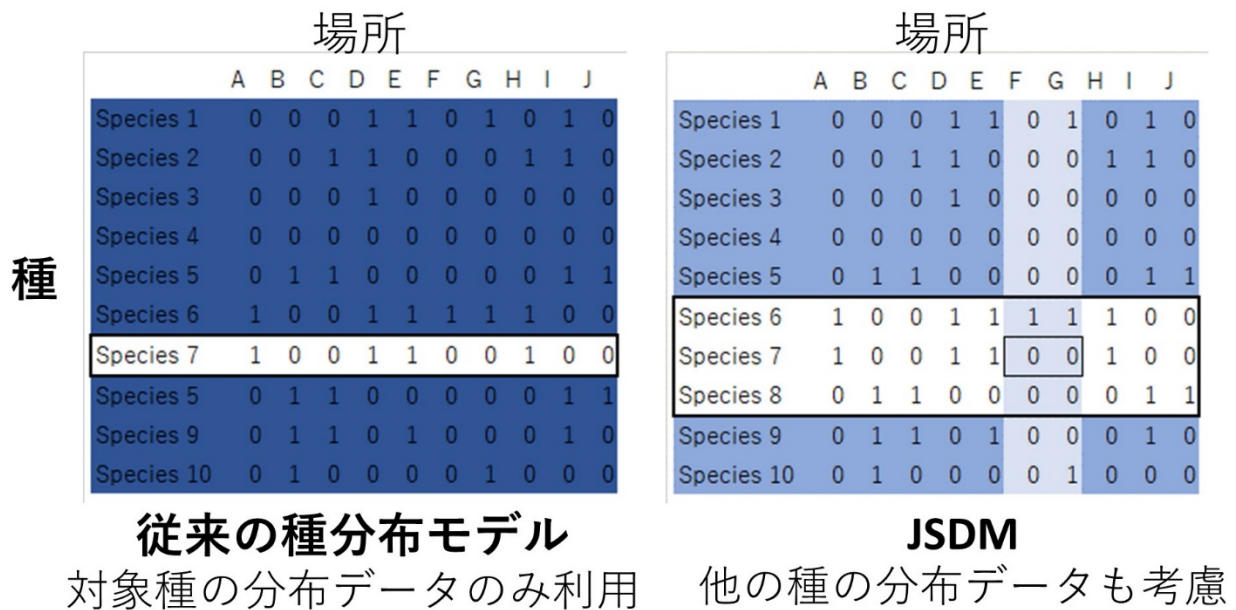 場所
A B C D E F G H I J
Species 1 0 0 0 1 1 0 1 0 1 0
Species 2 0 0 1 1 0 0 0 1 1 0
Species 3 0 0 0 1 0 0 0 0 0 0
Species 4 0 0 0 0 0 0 0 0 0 0
Species 5 0 1 1 0 0 0 0 0 1 1
Species 6 1 0 0 1 1 1 1 1 0 0
Species 7 1 0 0 1 1 0 0 1 0 0
Species 5 0 1 1 0 0 0 0 0 1 1
Species 9 0 1 1 0 1 0 0 0 1 0
Species 10 0 1 0 0 0 0 1 0 0 0
種
従来の種分布モデル
対象種の分布データのみ利用
場所
A B C D E F G H I J
Species 1 0 0 0 1 1 0 1 0 1 0
Species 2 0 0 1 1 0 0 0 1 1 0
Species 3 0 0 0 1 0 0 0 0 0 0
Species 4 0 0 0 0 0 0 0 0 0 0
Species 5 0 1 1 0 0 0 0 0 1 1
Species 6 1 0 0 1 1 1 1 1 0 0
Species 7 1 0 0 1 1 0 0 1 0 0
Species 8 0 1 1 0 0 0 0 0 1 1
Species 9 0 1 1 0 1 0 0 0 1 0
Species 10 0 1 0 0 0 0 1 0 0 0
JSDM
他の種の分布データも考慮